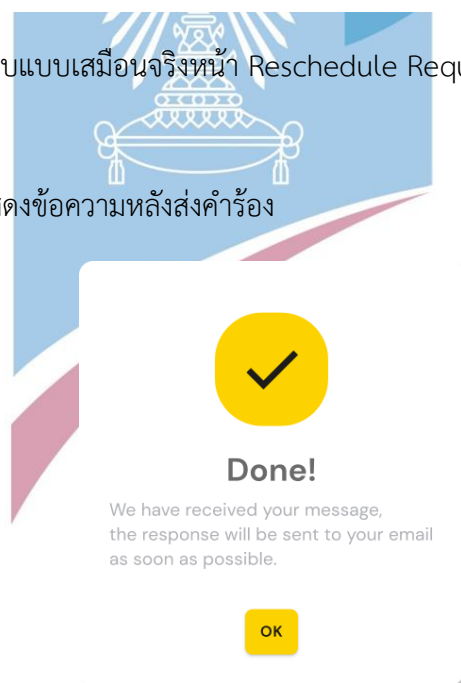 บแบบเสมือนจริงหน้า Reschedule Requ
ดงข้อความหลังส่งคำร้อง
Done!
We have received your message,
the response will be sent to your email
as soon as possible.
OK